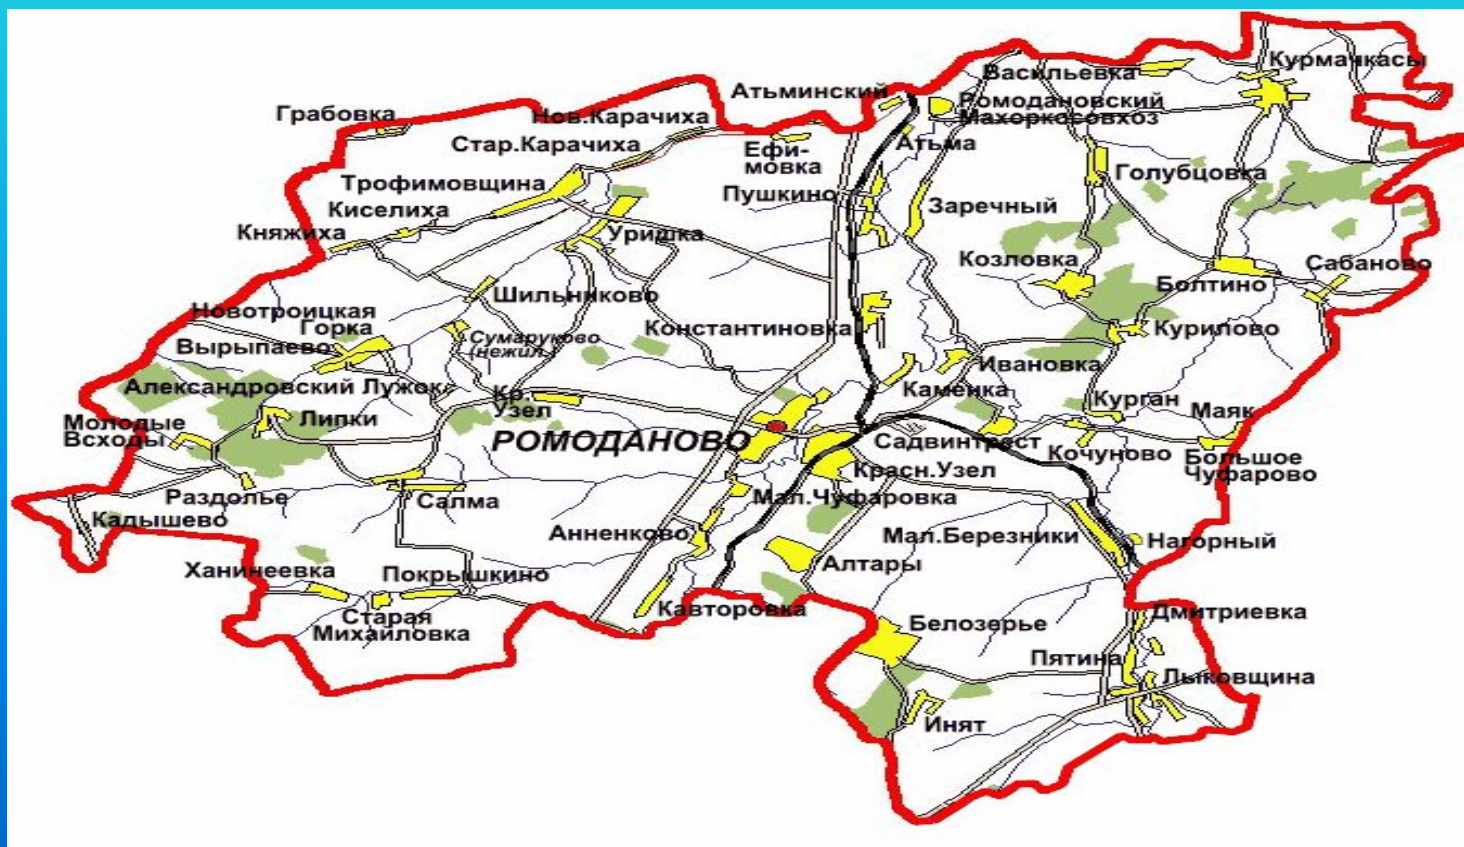 Курмачкасы
Васильевка
Атьминский
Ромодановский
Махоркосовхоз
Грабовка
Нов.Карачиха
Стар.Карачиха
Ефи-
мовка
Атьма
Голубцовка
Трофимовщина
Пушкино
Заречный
Киселиха
Княжиха
Уришка
Козловка
Сабаново
Болтино
Шильниково
Новотроицкая
Горка
Сумаруково
(нежил.)
Константиновка
Курилово
Вырыпаево
Ивановка
Александровский Лужок
Кр.
Узел
Каменка
Курган
Маяк
Молодые
Всходы
Липки
РОМОДАНОВО
Садвинтрест
Кочуново
Большое
Чуфарово
Красн.Узел
Раздолье
Салма
Мал.Чуфаровка
Кадышево
Анненково
Мал.Березники
Нагорный
Ханинеевка
Покрышкино
Алтары
Старая
Михайловка
Кавторовка
Белозерье
Дмитриевка
Пятина
Лыковщина
Инят